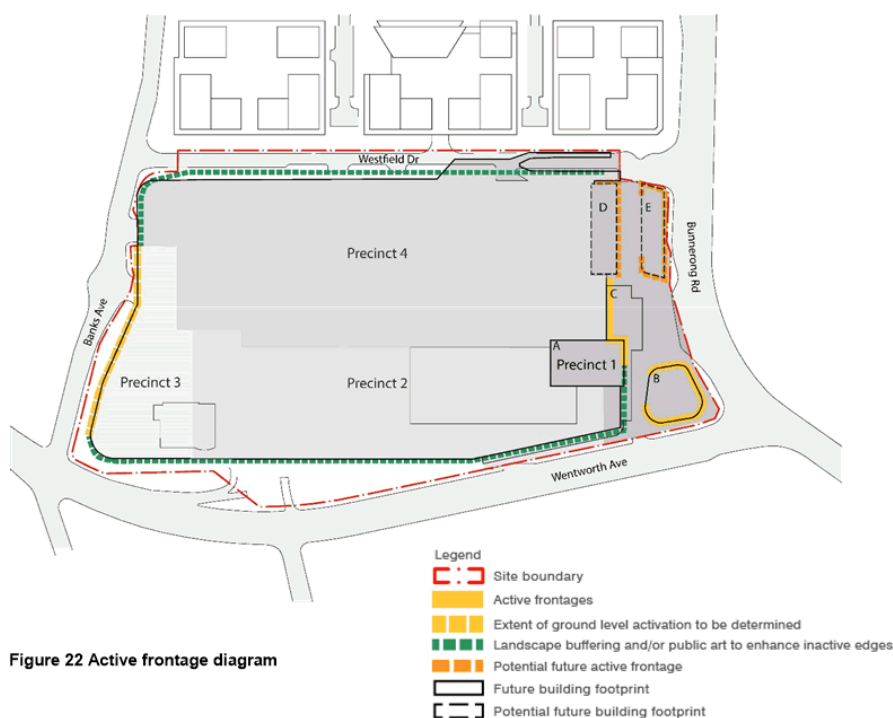 Westfield Dr
D
E
Precinct 4
Bunnerong Rd
C
Banks Ave
A
Precinct 1
Precinct 3
Precinct 2
B
Wentworth Ave
Legend
Site boundary
Active frontages
Extent of ground level activation to be determined
Landscape buffering and/or public art to enhance inactive edges
Potential future active frontage
Future building footprint
Potential future building footprint
Figure 22 Active frontage diagram